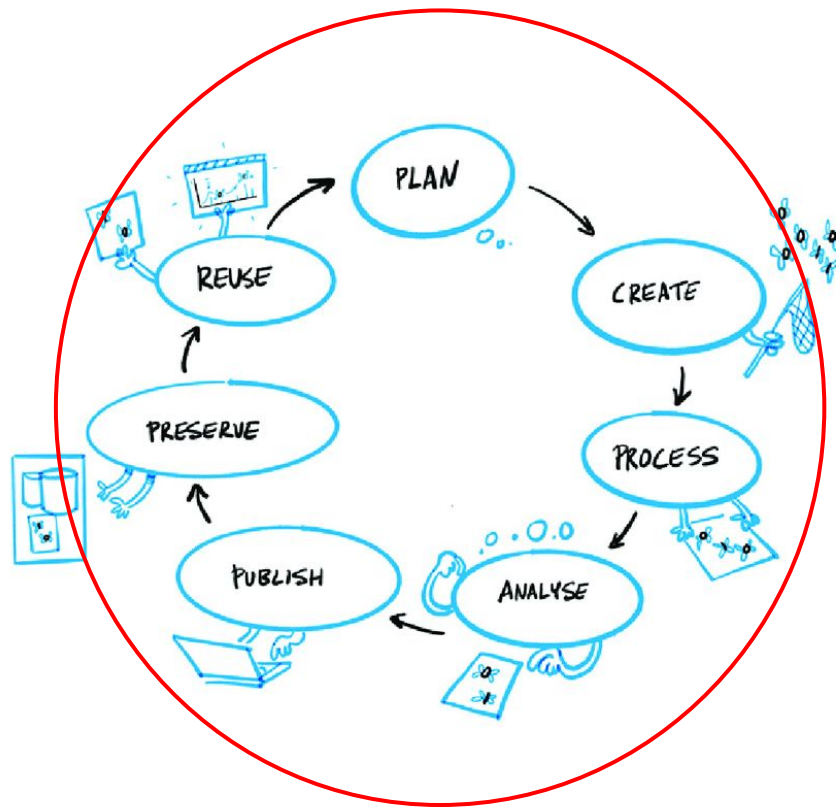 PLAN
CREATE
PROCESS
ANALYSE
PUBLISH
PRESERVE
REUSE